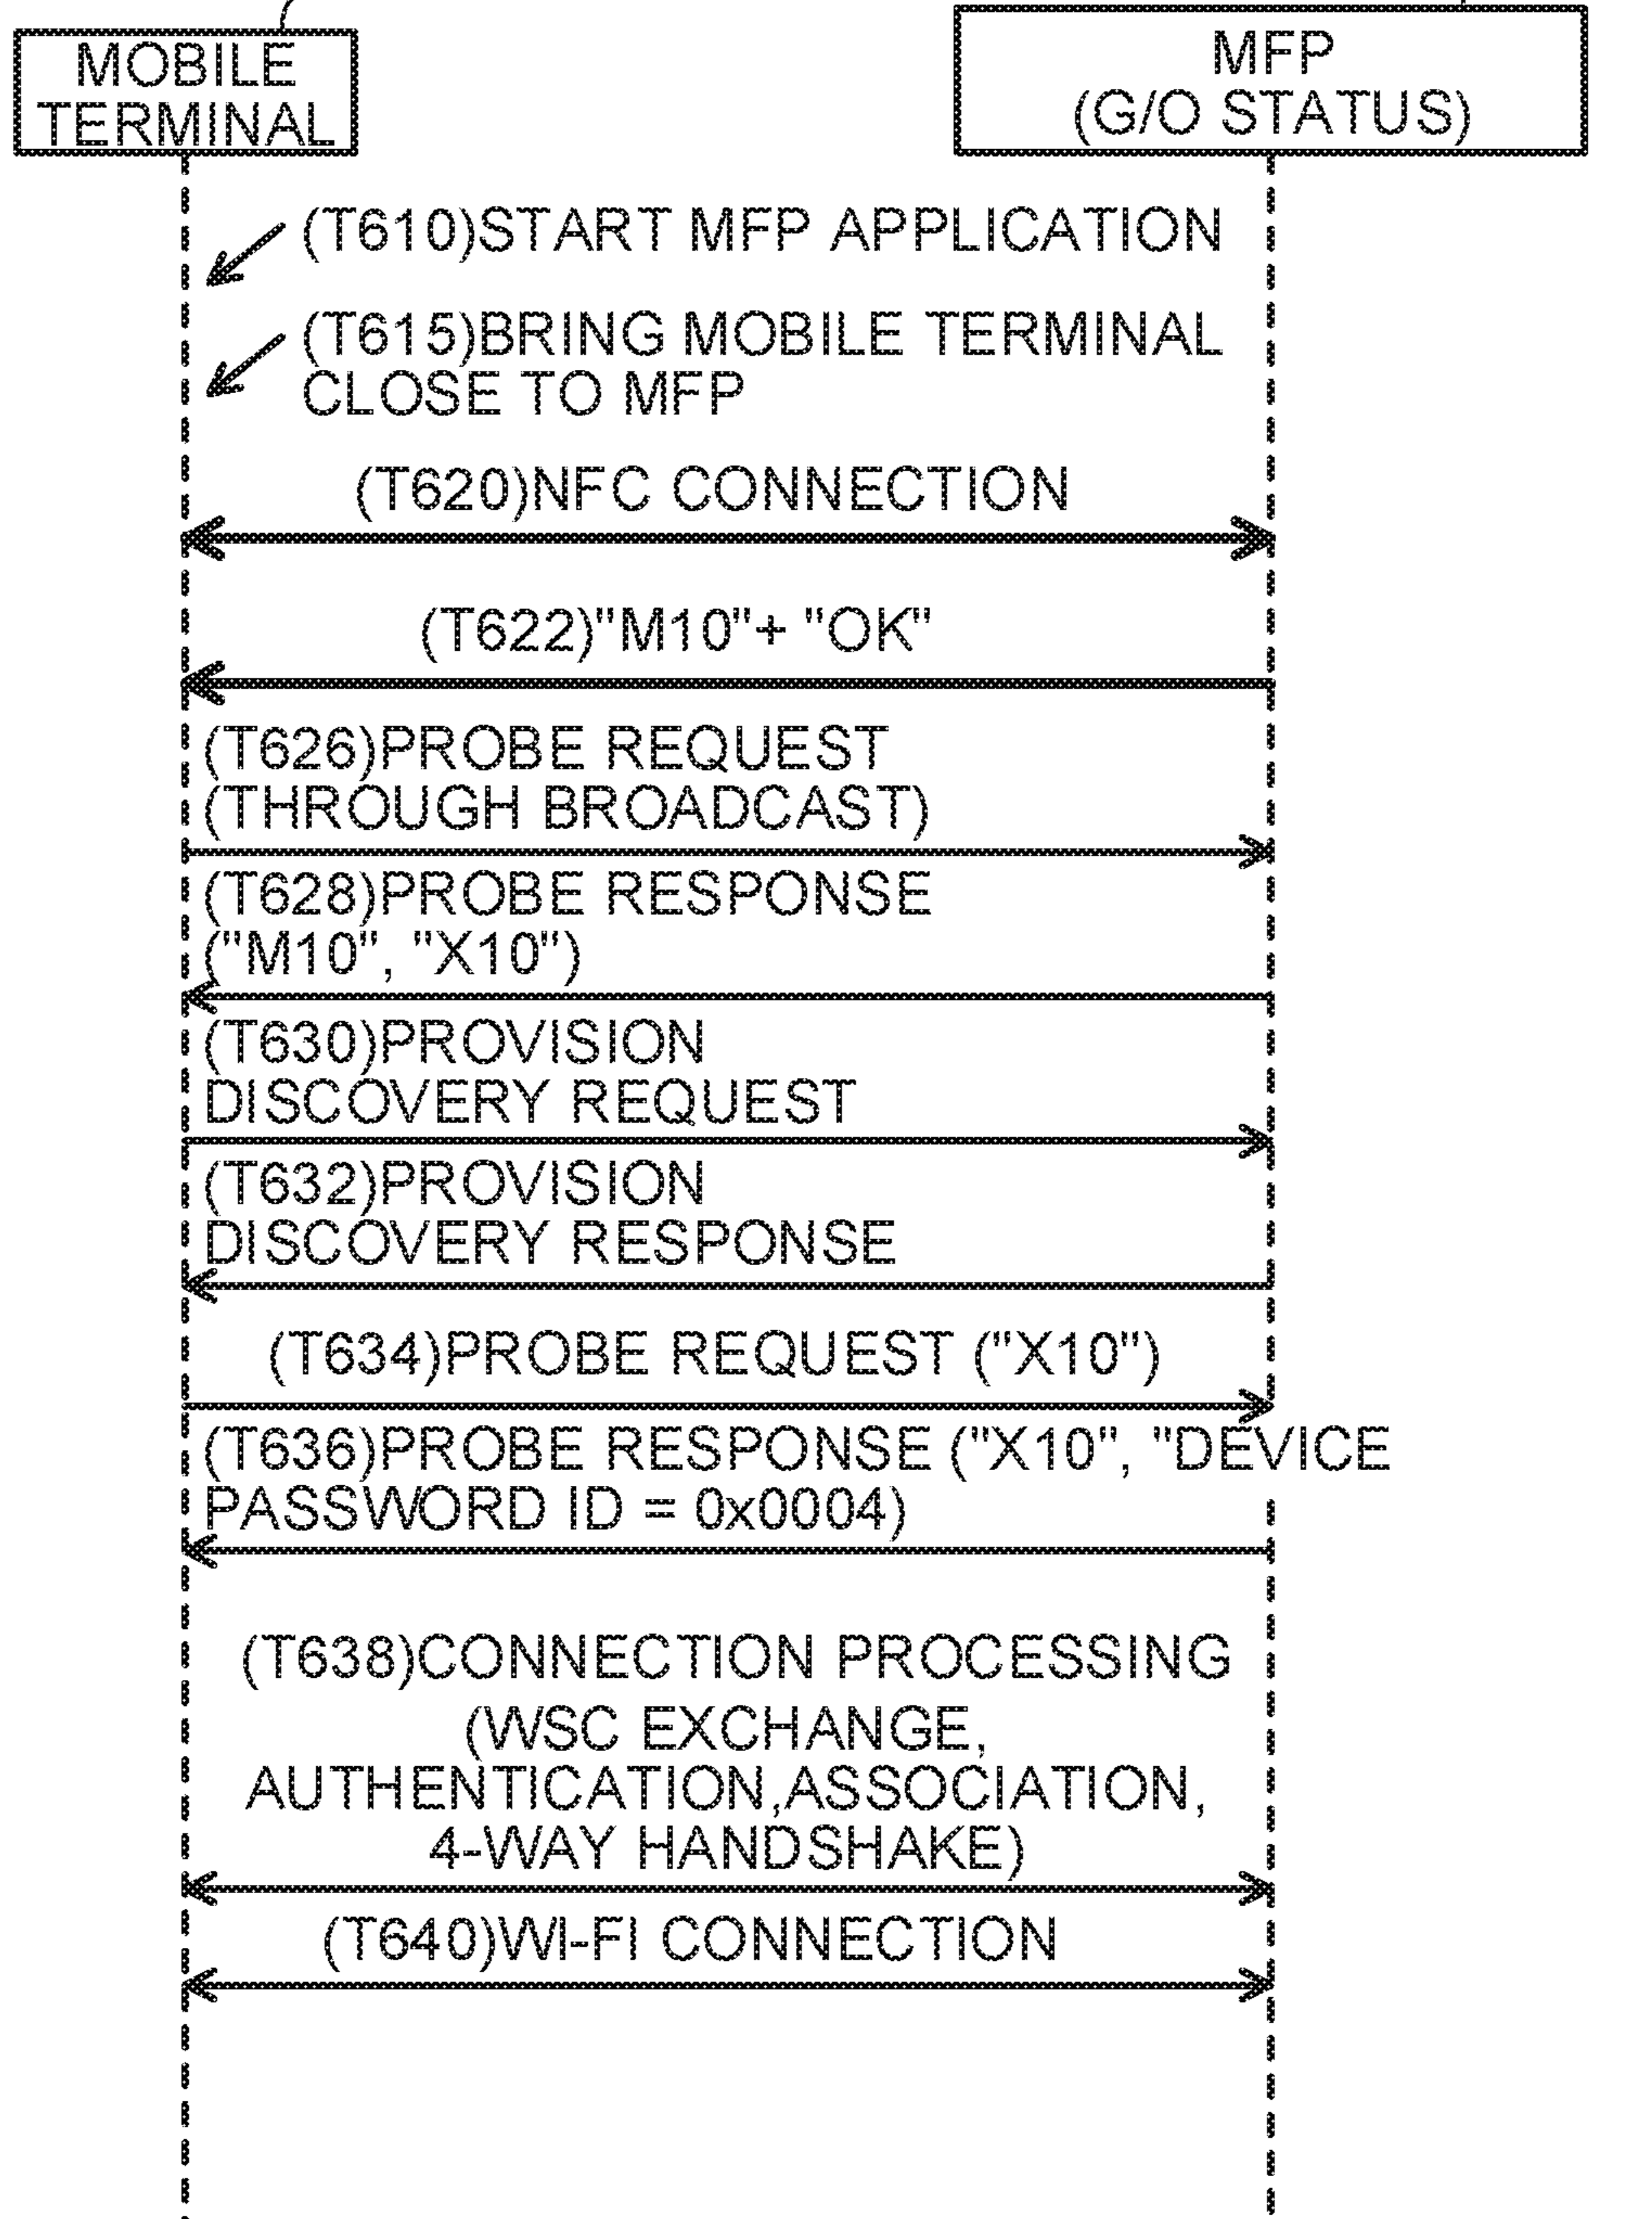 MOBILE
TERMINAL
MFP
(G/O STATUS)
(T610)START MFP APPLICATION
(T615)BRING MOBILE TERMINAL
CLOSE TO MFP
(T620)NFC CONNECTION
(T622)"M10"+ "OK"
(T626)PROBE REQUEST
(THROUGH BROADCAST)
(T628)PROBE RESPONSE
("M10", "X10")
(T630)PROVISION
DISCOVERY REQUEST
(T632)PROVISION
DISCOVERY RESPONSE
(T634)PROBE REQUEST ("X10")
(T636)PROBE RESPONSE ("X10", "DEVICE
PASSWORD ID = 0x0004)
(T638)CONNECTION PROCESSING
(WSC EXCHANGE,
AUTHENTICATION,ASSOCIATION,
4-WAY HANDSHAKE)
(T640)WI-FI CONNECTION